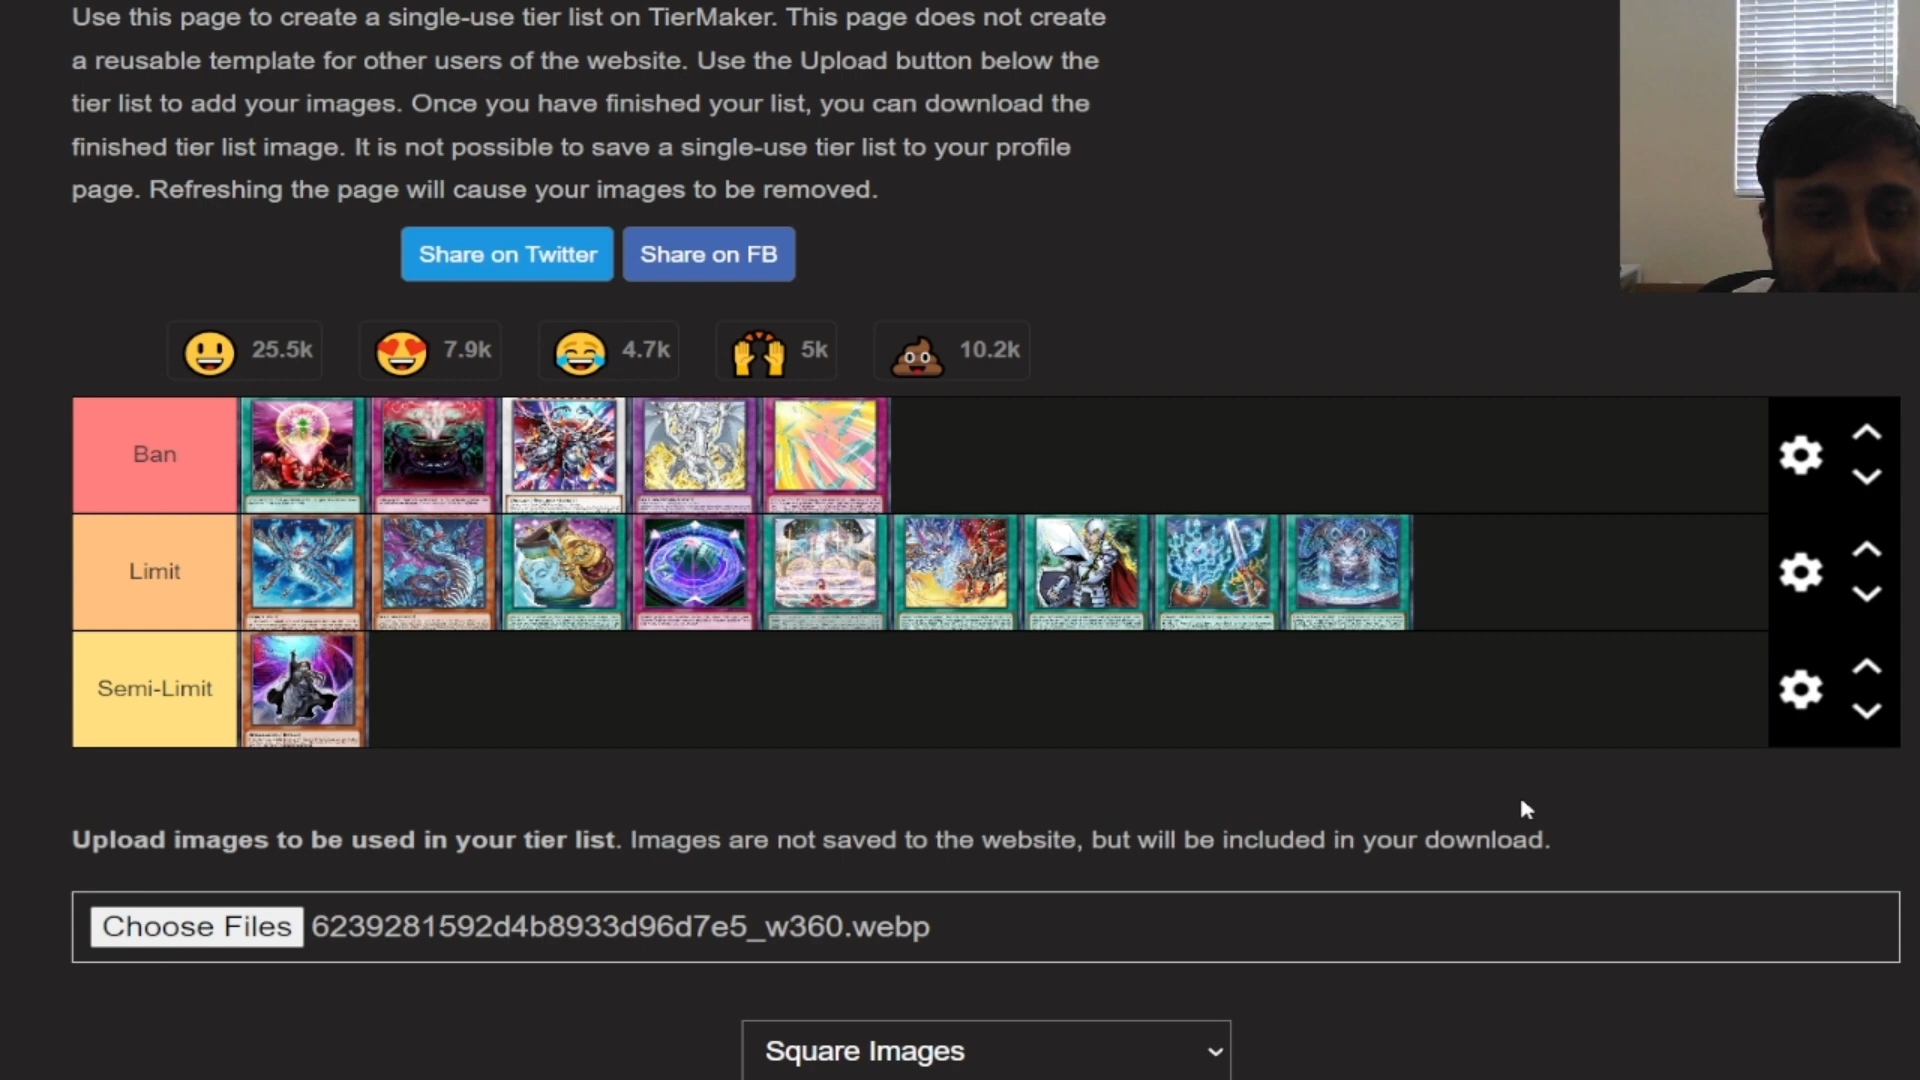 Use this page to create a single-use tier list on TierMaker. This page does not create
a reusable template for other users of the website. Use the Upload button below the
tier list to add your images. Once you have finished your list, you can download the
finished tier list image. It is not possible to save a single-use tier list to your profile
page. Refreshing the page will cause your images to be removed.
Share on Twitter Share on FB
25.5k 7.9k 4.7k 5k 10.2k
Ban
Limit
Semi-Limit
Upload images to be used in your tier list. Images are not saved to the website, but will be included in your download.
Choose Files 6239281592d4b8933d96d7e5_w360.webp
Square Images